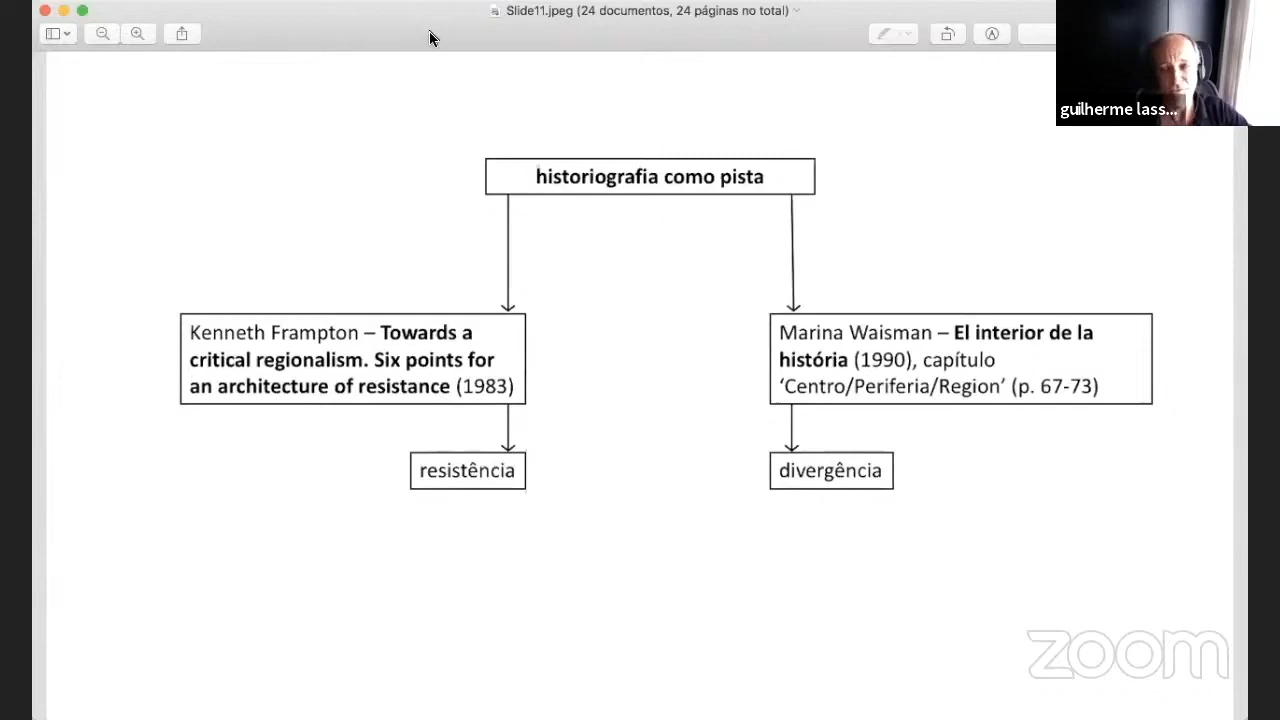 Slide11.jpeg (24 documentos, 24 páginas no total)
guilherme lass...
historiografia como pista
Kenneth Frampton – Towards a
critical regionalism. Six points for
an architecture of resistance (1983)
Marina Waisman – El interior de la
história (1990), capítulo
‘Centro/Periferia/Region’ (p. 67-73)
resistência
divergência
zoom